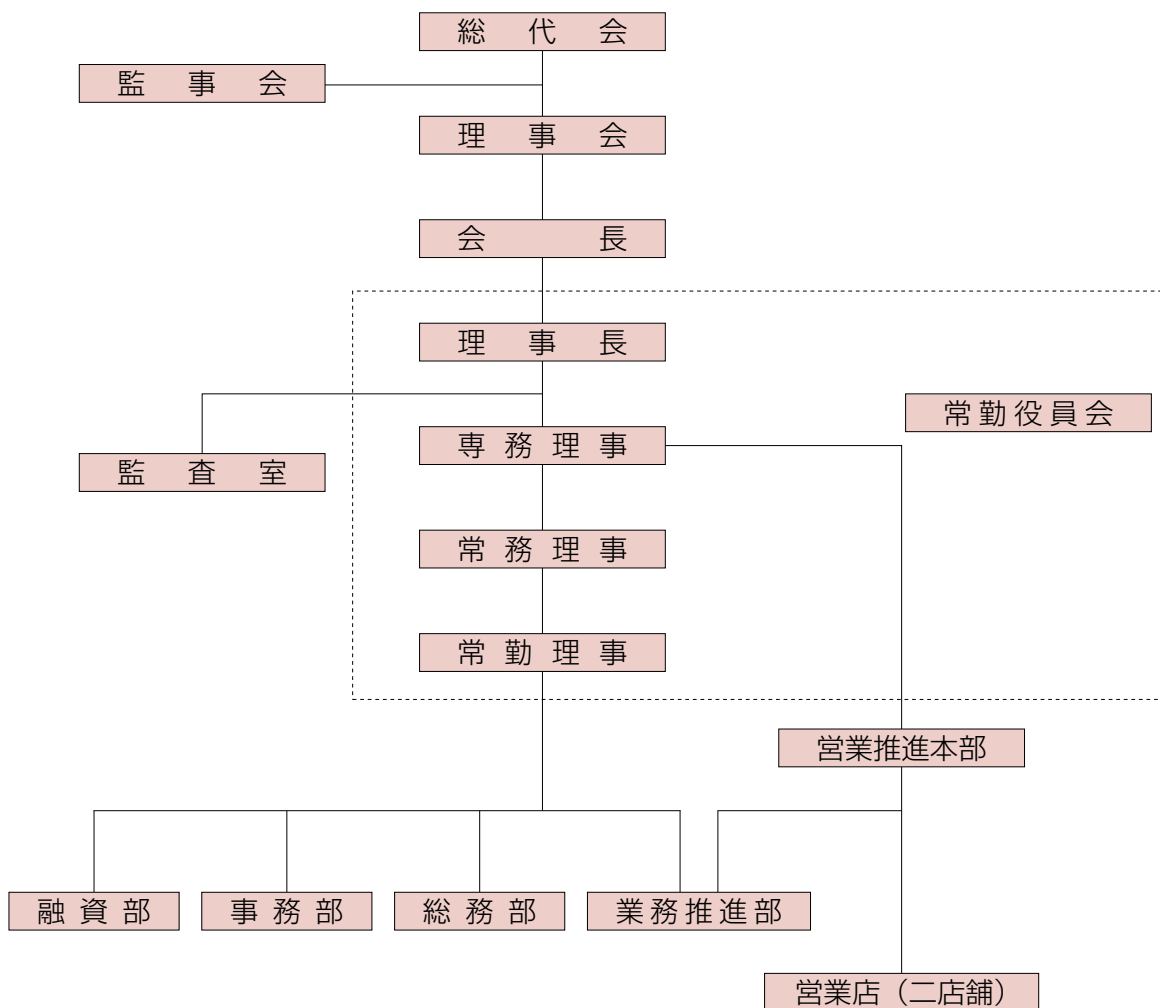 総代会
監事会
理事会
会長
理事長
常勤役員会
専務理事
監査室
常務理事
常勤理事
営業推進本部
融資部
事務部
総務部
業務推進部
営業店（二店舗）